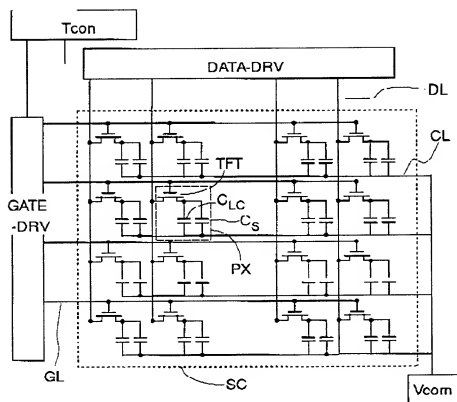 Tcon
DATA-DRV
DL
CL
TFT
GATE
-DRV
CLC
CS
PX
GL
SC
Vcom